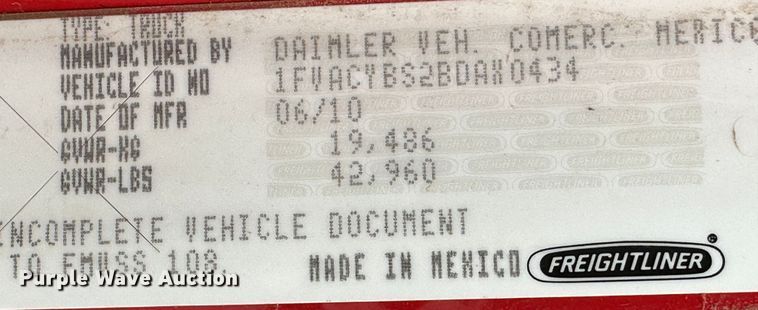 TYPE: TRUCK
MANUFACTURED BY DAIMLER VEH. COMERC. MEXICO
VEHICLE ID NO 1FVACYBS2BDAX0434
DATE OF MFR 06/10
GVWR-KG 19,486
GVWR-LBS 42,960
INCOMPLETE VEHICLE DOCUMENT
TO FMVSS 108 MADE IN MEXICO FREIGHTLINER
Purple Wave Auction